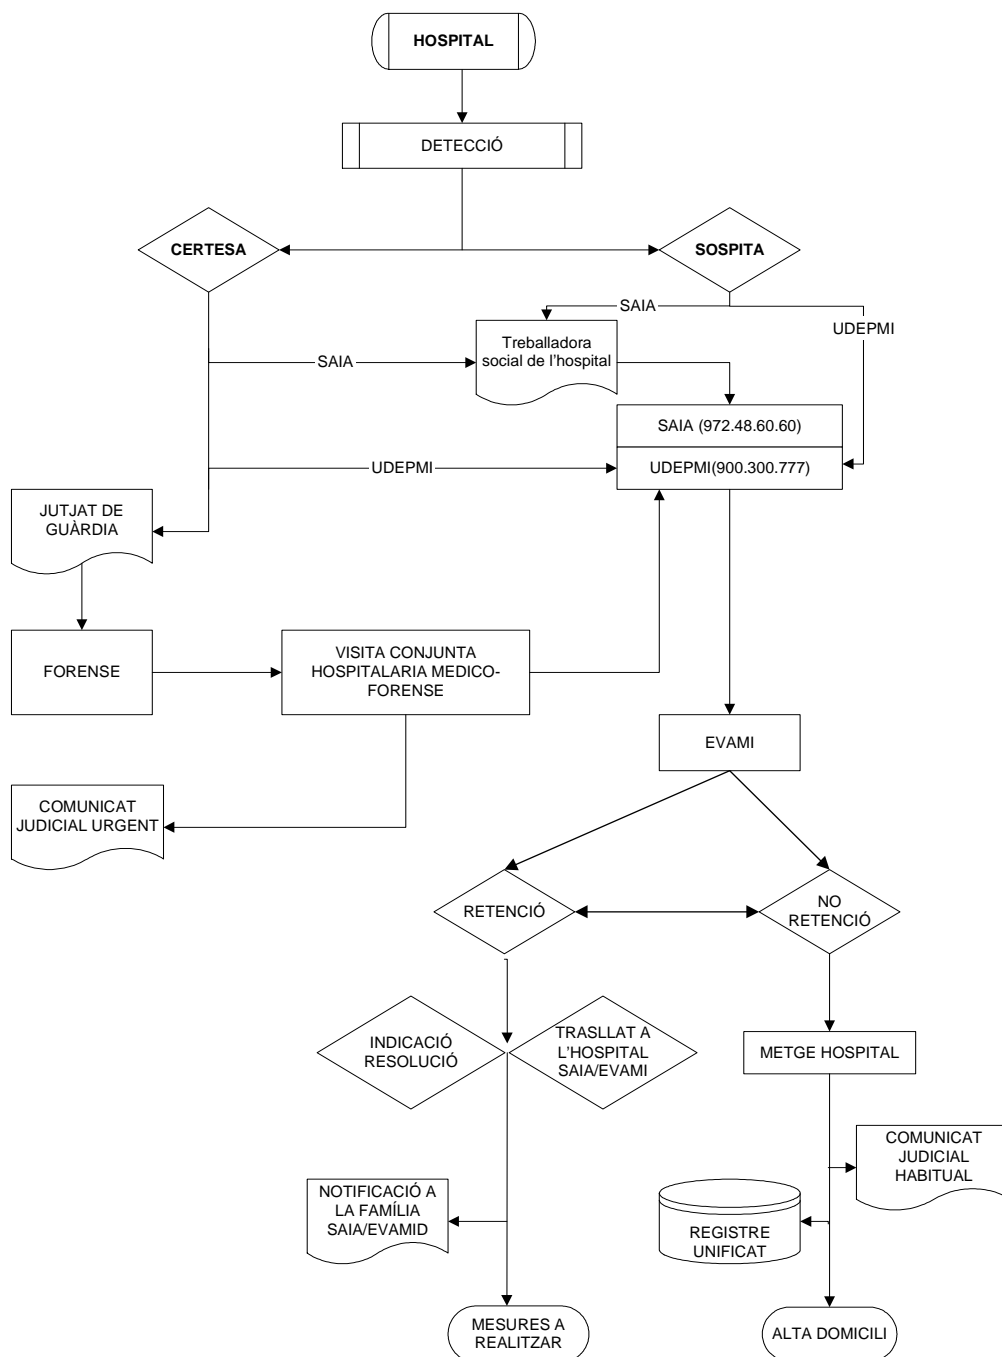 HOSPITAL
DETECCIÓ
CERTESA
SOSPITA
SAIA
UDEPMI
Treballadora
social de l'hospital
SAIA
SAIA (972.48.60.60)
UDEPMI
UDEPMI(900.300.777)
JUTJAT DE
GUÀRDIA
FORENSE
VISITA CONJUNTA
HOSPITALARIA MEDICO-
FORENSE
EVAMI
COMUNICAT
JUDICIAL URGENT
RETENCIÓ
NO
RETENCIÓ
INDICACIÓ
RESOLUCIÓ
TRASLLAT A
L'HOSPITAL
SAIA/EVAMI
METGE HOSPITAL
COMUNICAT
JUDICIAL
HABITUAL
NOTIFICACIÓ A
LA FAMÍLIA
SAIA/EVAMID
REGISTRE
UNIFICAT
MESURES A
REALITZAR
ALTA DOMICILI